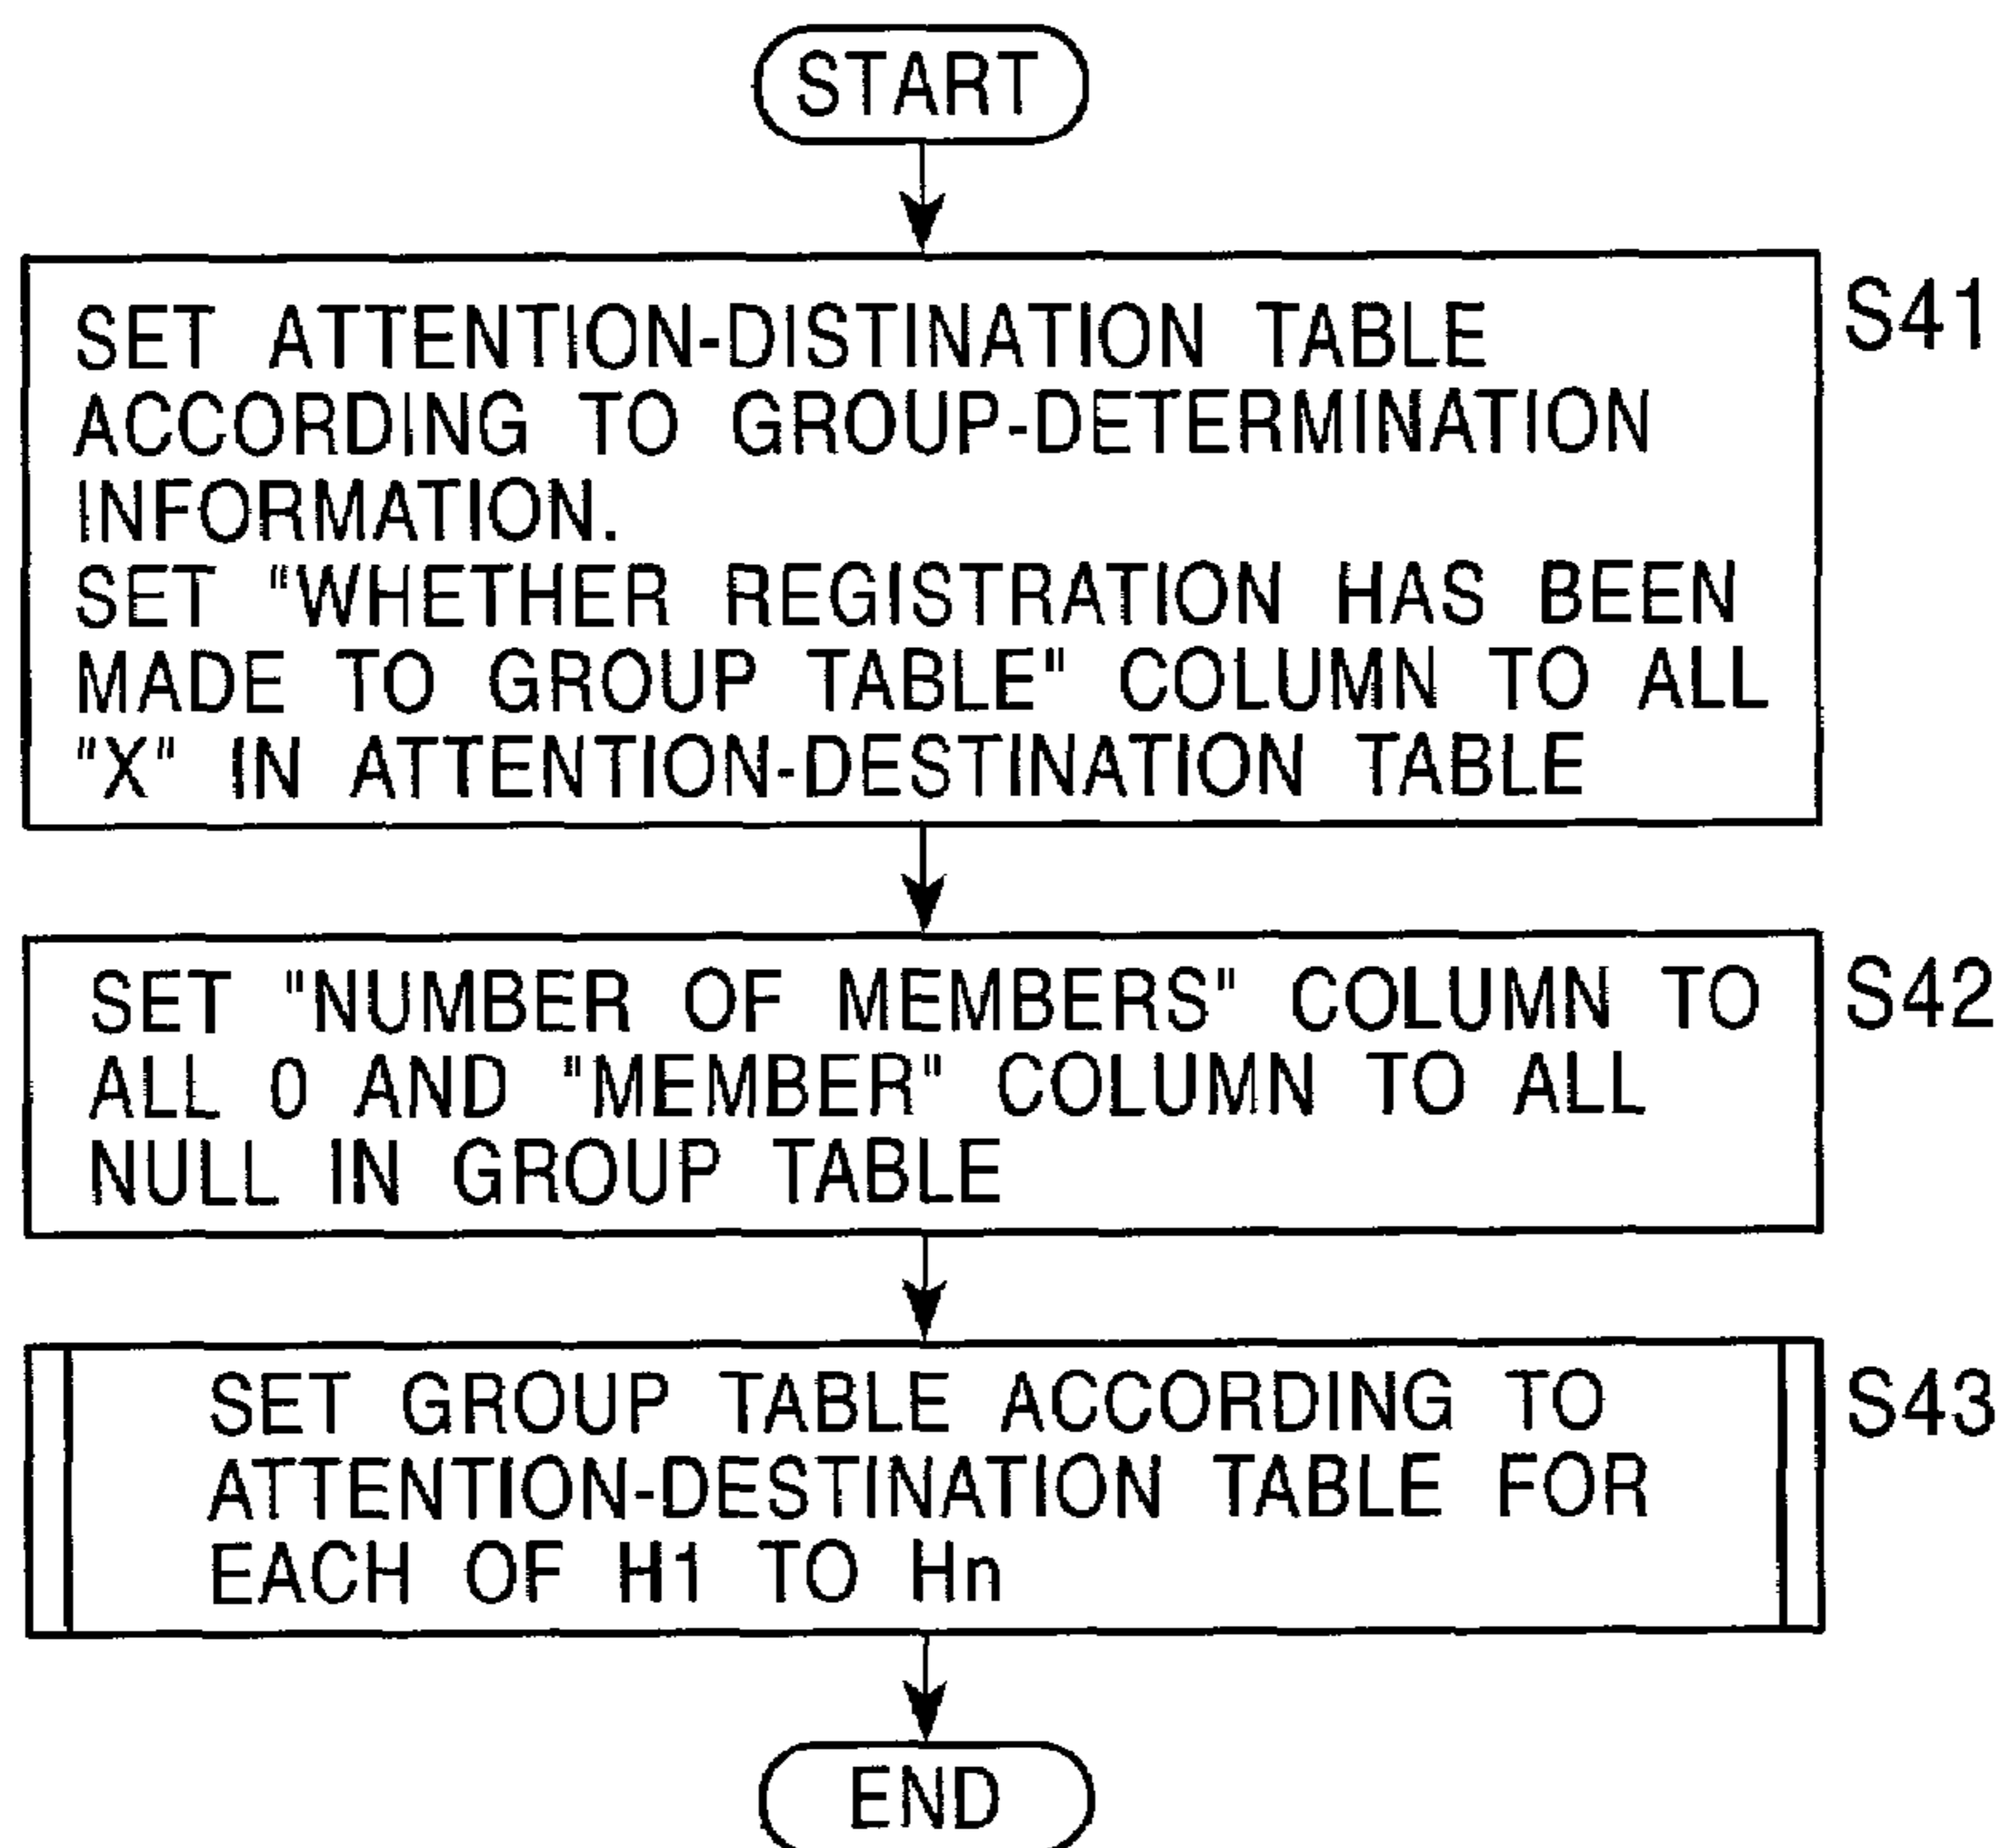 START
SET ATTENTION-DISTINATION TABLE
S41
ACCORDING TO GROUP-DETERMINATION
INFORMATION.
SET "WHETHER REGISTRATION HAS BEEN
MADE TO GROUP TABLE" COLUMN TO ALL
"X" IN ATTENTION-DESTINATION TABLE
SET "NUMBER OF MEMBERS" COLUMN TO
S42
ALL 0 AND "MEMBER" COLUMN TO ALL
NULL IN GROUP TABLE
SET GROUP TABLE ACCORDING TO
S43
ATTENTION-DESTINATION TABLE FOR
EACH OF H1 TO Hn
END